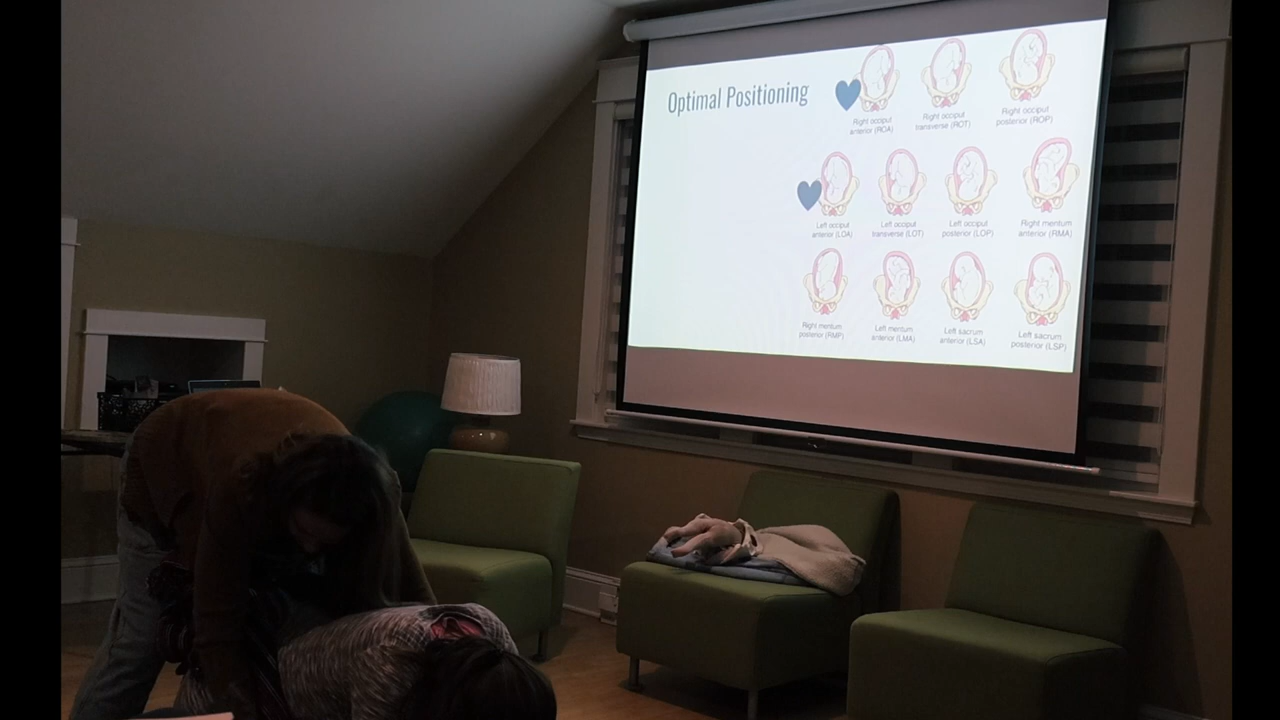 Optimal Positioning
Right occiput
anterior (ROA)
Right occiput
transverse (ROT)
Right occiput
posterior (ROP)
Left occiput
anterior (LOA)
Left occiput
transverse (LOT)
Left occiput
posterior (LOP)
Right mentum
anterior (RMA)
Right mentum
posterior (RMP)
Left mentum
anterior (LMA)
Left sacrum
anterior (LSA)
Left sacrum
posterior (LSP)